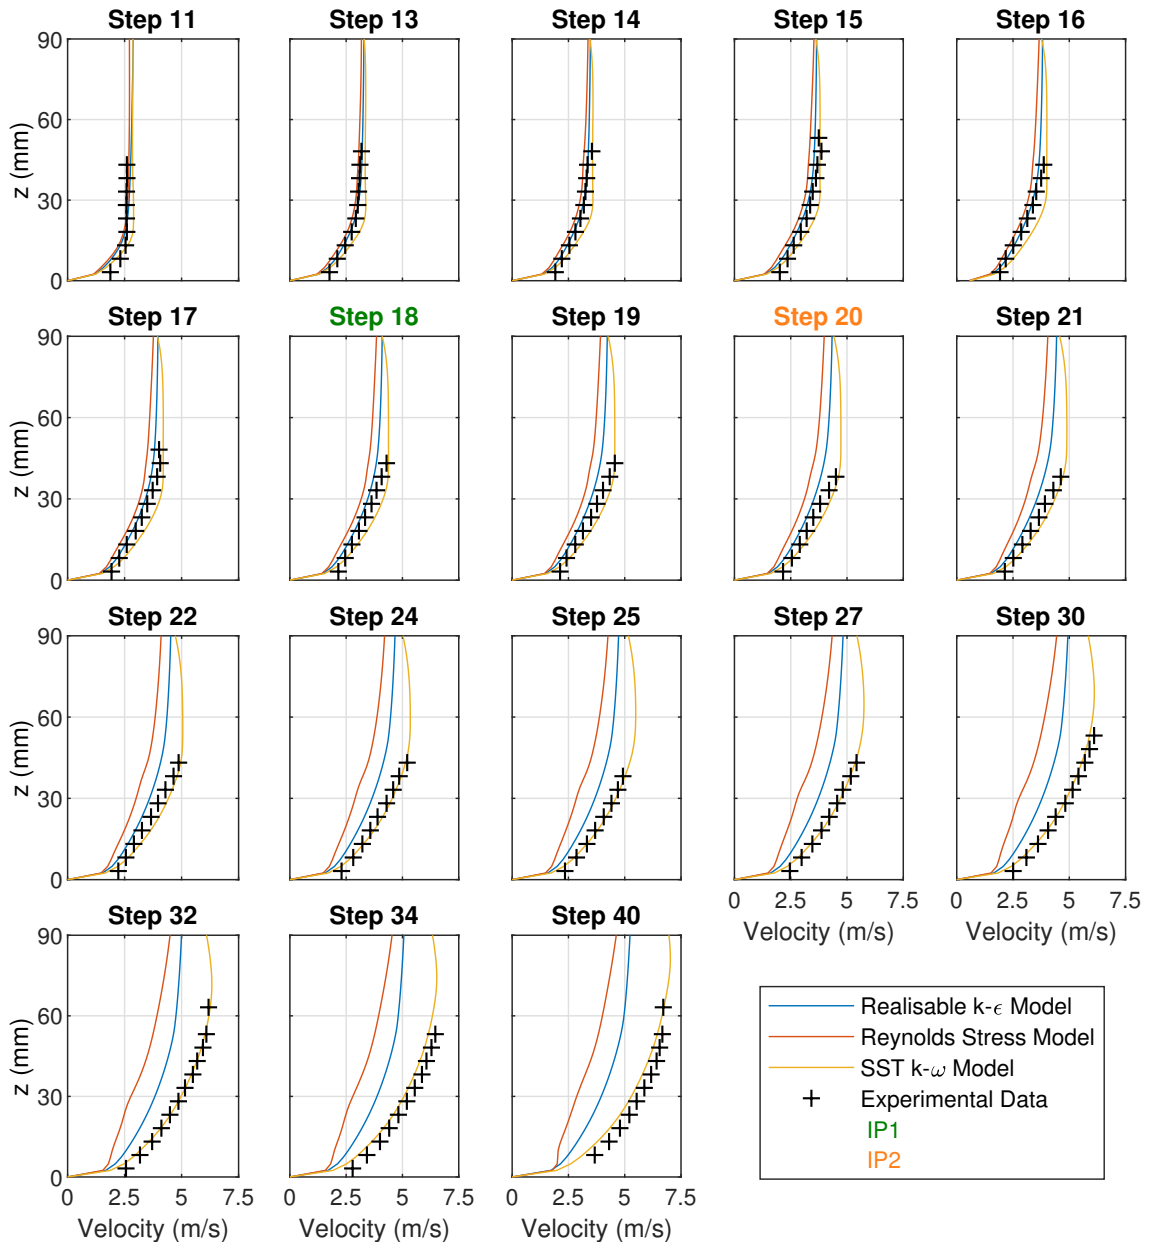 Step 11 Step 13 Step 14 Step 15 Step 16
90
60
30
0
z (mm)
Step 17 Step 18 Step 19 Step 20 Step 21
90
60
30
0
z (mm)
Step 22 Step 24 Step 25 Step 27 Step 30
90
60
30
0
z (mm)
0 2.5 5 7.5 0 2.5 5 7.5
Velocity (m/s) Velocity (m/s)
Step 32 Step 34 Step 40
90
60
30
0
z (mm)
0 2.5 5 7.5 0 2.5 5 7.5 0 2.5 5 7.5
Velocity (m/s) Velocity (m/s) Velocity (m/s)
Realisable k-ϵ Model
Reynolds Stress Model
SST k-ω Model
Experimental Data
IP1
IP2